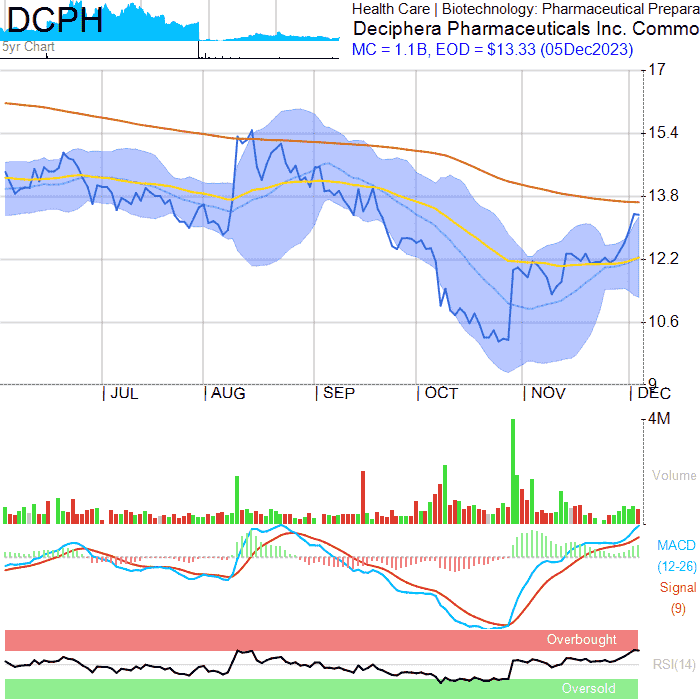 DCPH
5yr Chart
Health Care | Biotechnology: Pharmaceutical Prepara
Deciphera Pharmaceuticals Inc. Commo
MC = 1.1B, EOD = $13.33 (05Dec2023)
17
15.4
13.8
12.2
10.6
9
| JUL | AUG | SEP | OCT | NOV | DEC
4M
Volume
MACD
(12-26)
Signal
(9)
Overbought
RSI(14)
Oversold